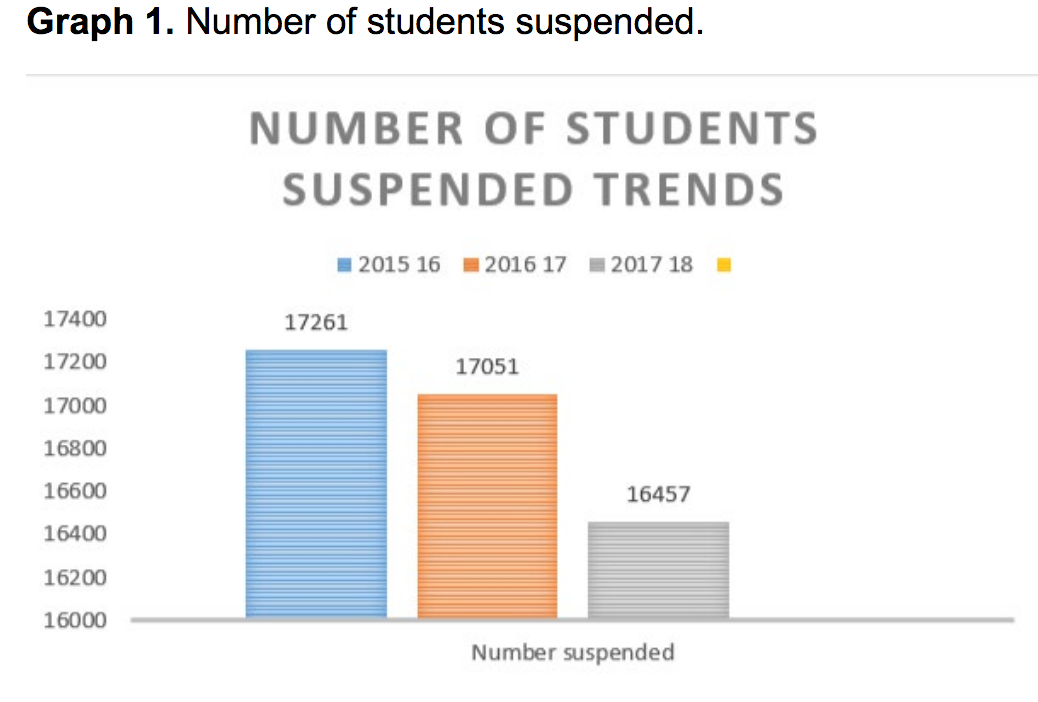 Graph 1. Number of students suspended.
NUMBER OF STUDENTS
SUSPENDED TRENDS
2015 16 2016 17 2017 18
17400
17261
17200
17051
17000
16800
16600
16457
16400
16200
16000
Number suspended